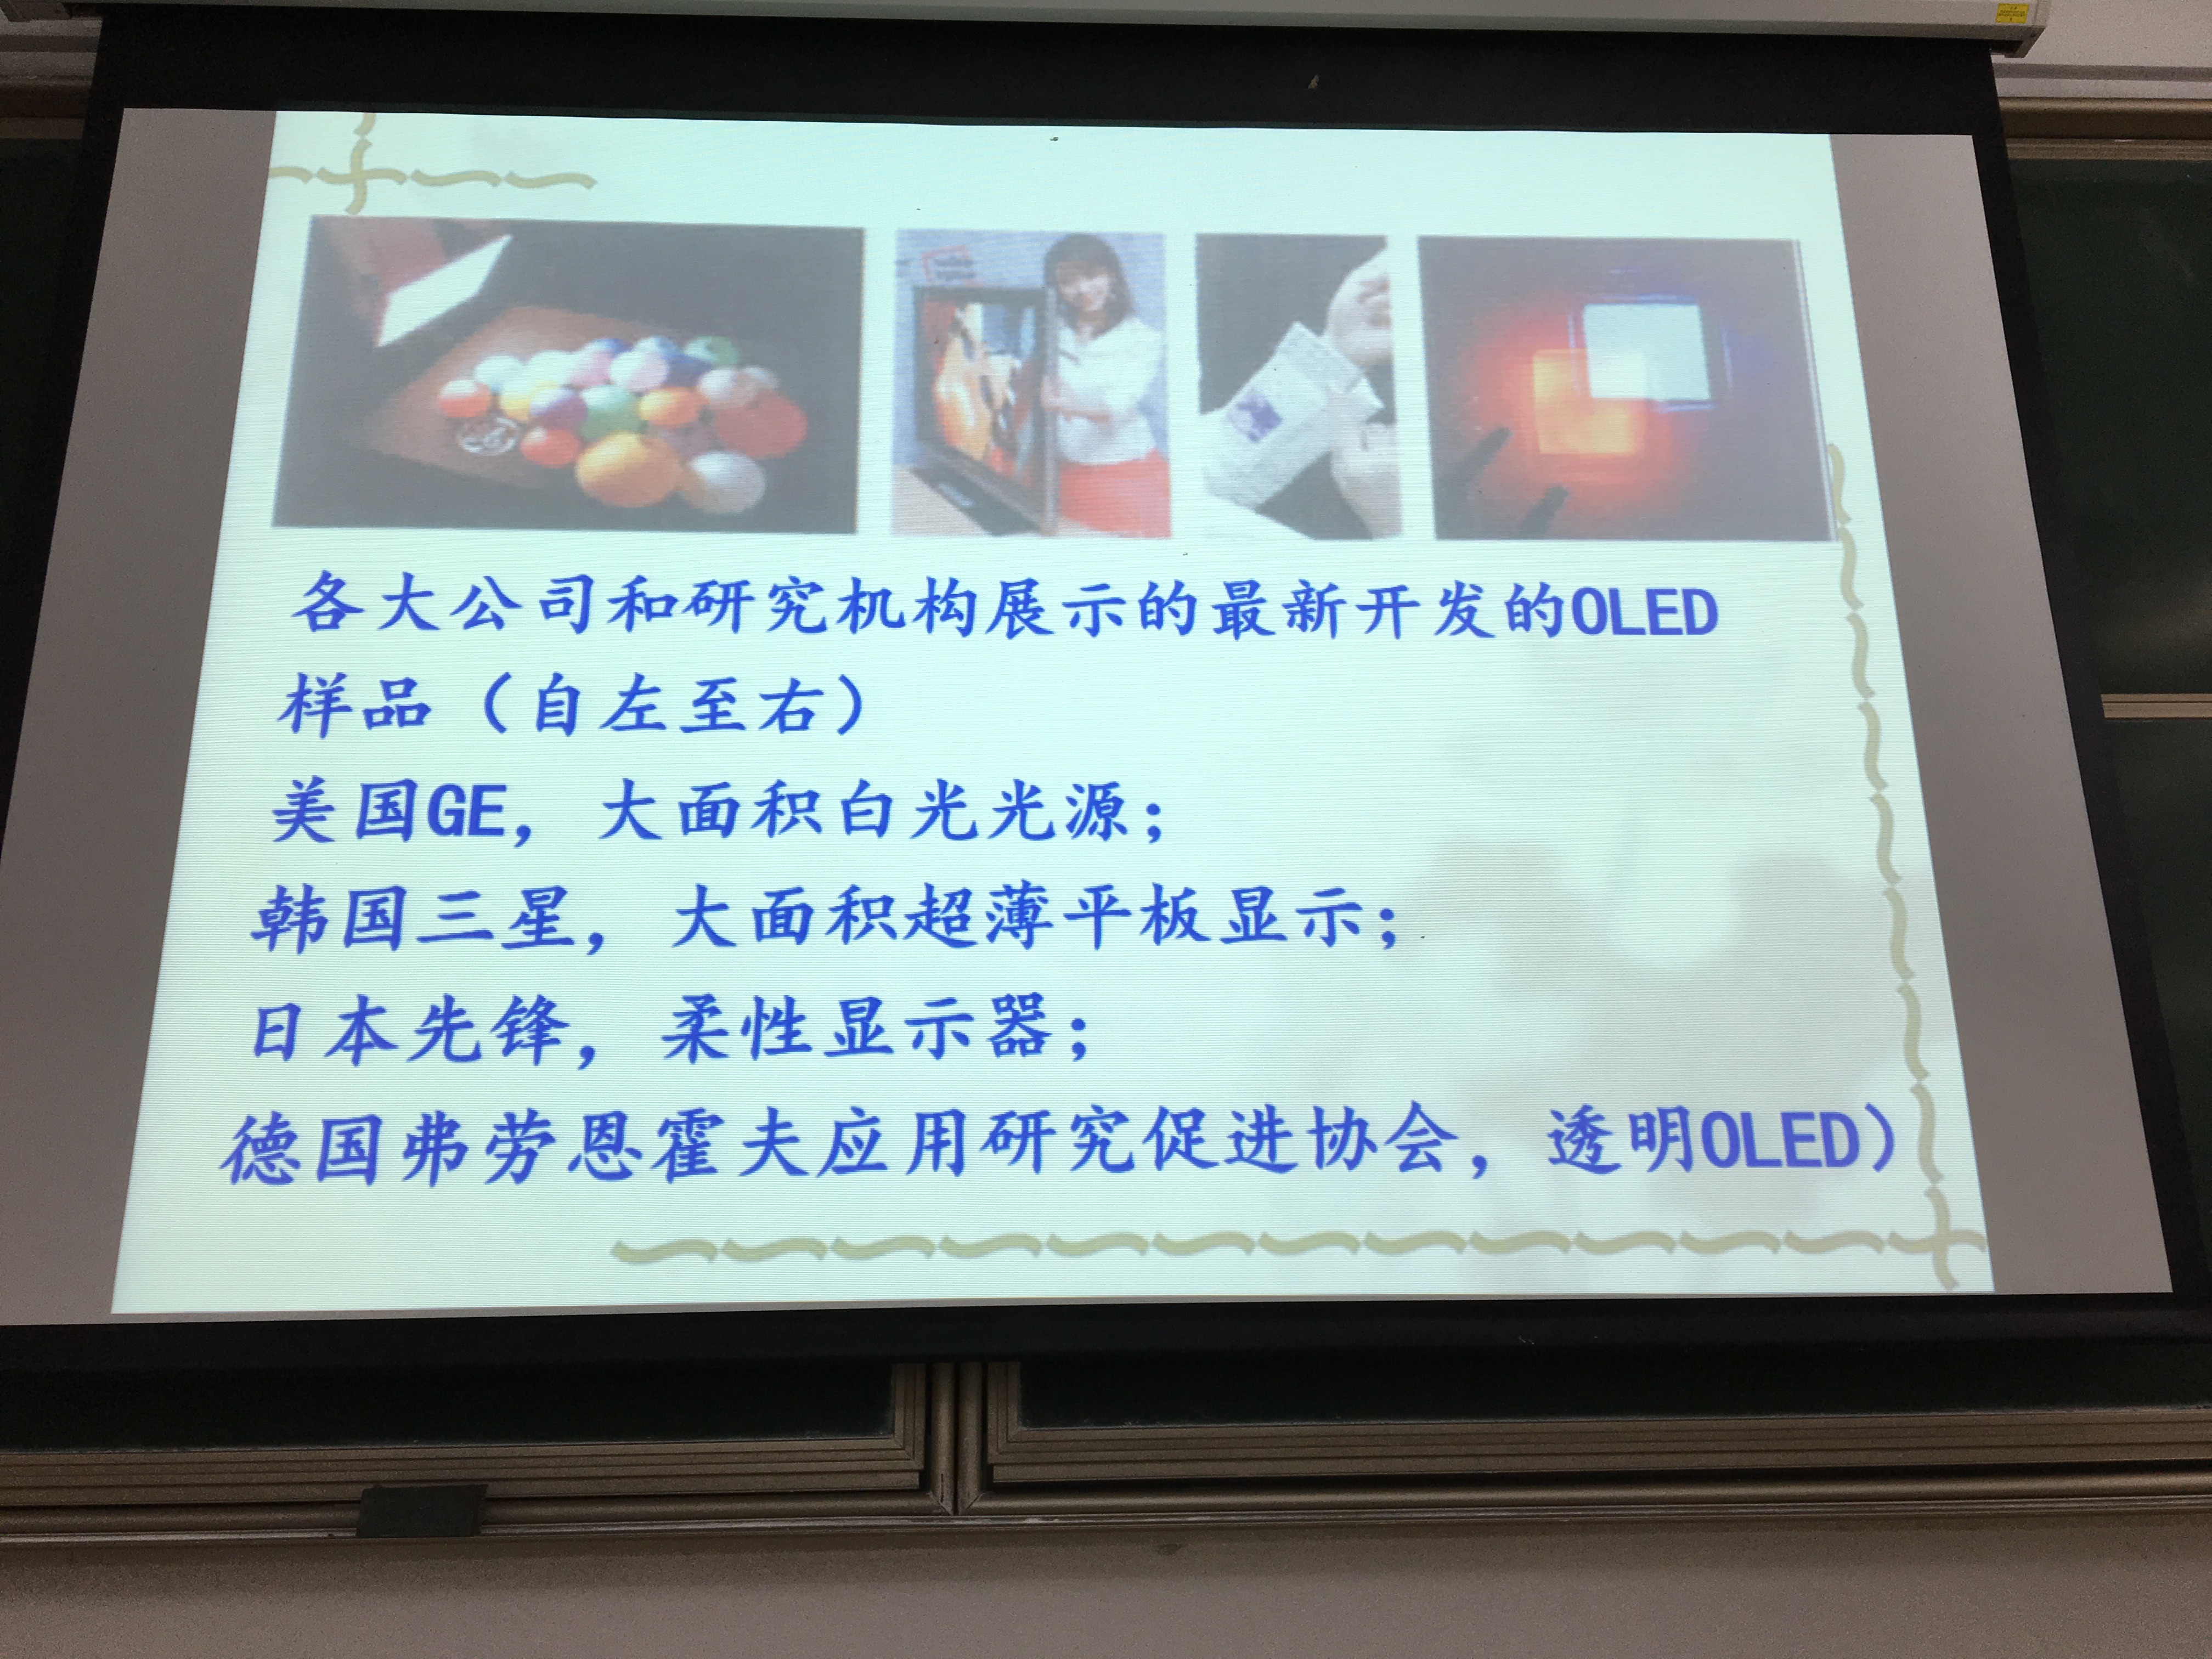 各大公司和研究机构展示的最新开发的OLED
样品（自左至右）
美国GE，大面积白光光源；
韩国三星，大面积超薄平板显示；
日本先锋，柔性显示器；
德国弗劳恩霍夫应用研究促进协会，透明OLED）